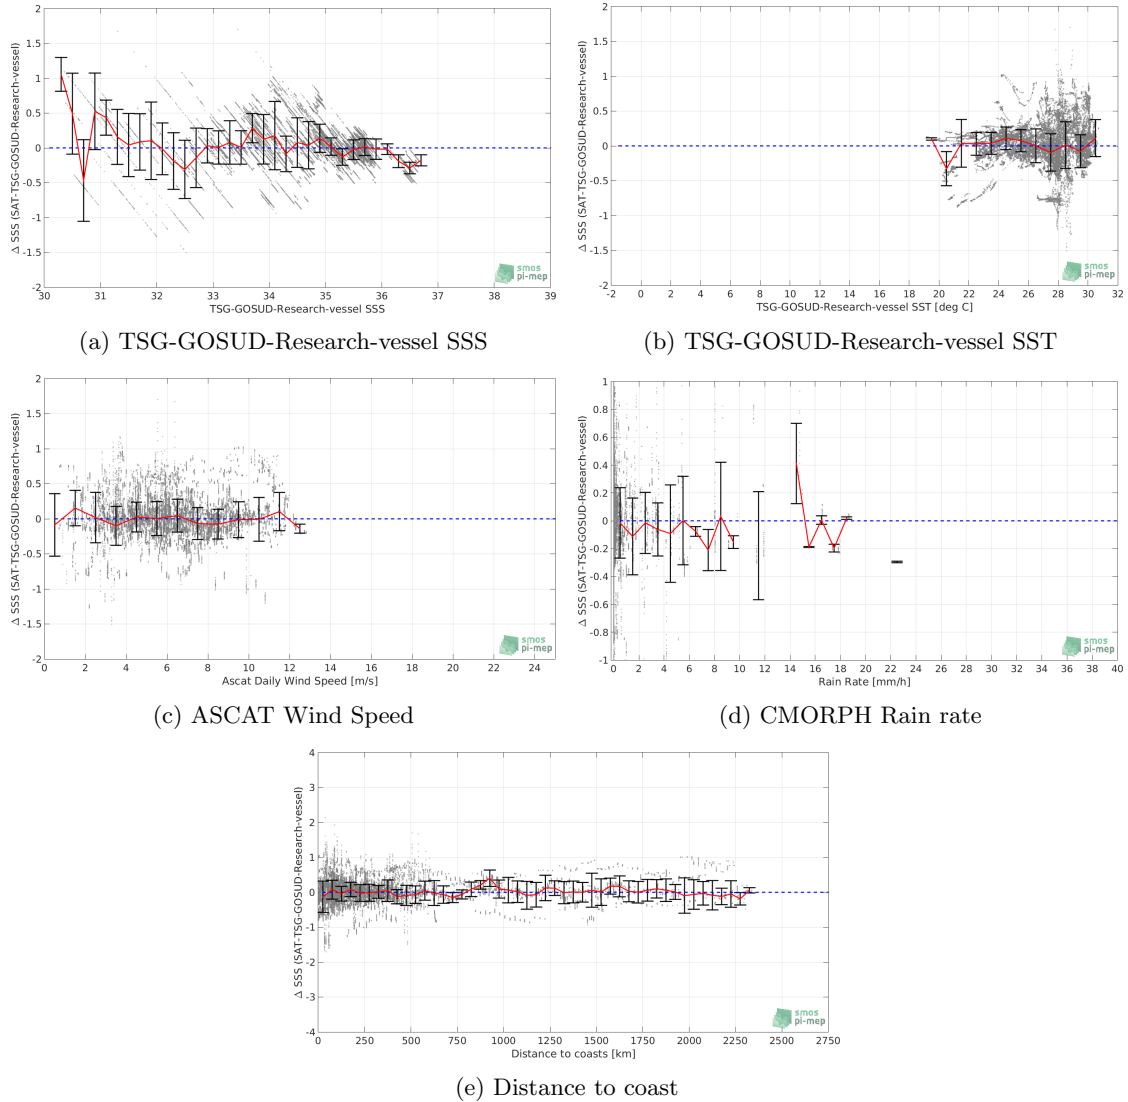 Δ SSS (SAT-TSG-GOSUD-Research-vessel)
2
1.5
1
0.5
0
-0.5
-1
-1.5
-2
30 31 32 33 34 35 36 37 38 39
TSG-GOSUD-Research-vessel SSS
smos
pi-mep
(a) TSG-GOSUD-Research-vessel SSS
Δ SSS (SAT-TSG-GOSUD-Research-vessel)
2
1.5
1
0.5
0
-0.5
-1
-1.5
-2
-2 0 2 4 6 8 10 12 14 16 18 20 22 24 26 28 30 32
TSG-GOSUD-Research-vessel SST [deg C]
smos
pi-mep
(b) TSG-GOSUD-Research-vessel SST
Δ SSS (SAT-TSG-GOSUD-Research-vessel)
2
1.5
1
0.5
0
-0.5
-1
-1.5
-2
0 2 4 6 8 10 12 14 16 18 20 22 24
Ascat Daily Wind Speed [m/s]
smos
pi-mep
(c) ASCAT Wind Speed
Δ SSS (SAT-TSG-GOSUD-Research-vessel)
1
0.8
0.6
0.4
0.2
0
-0.2
-0.4
-0.6
-0.8
-1
0 2 4 6 8 10 12 14 16 18 20 22 24 26 28 30 32 34 36 38 40
Rain Rate [mm/h]
smos
pi-mep
(d) CMORPH Rain rate
Δ SSS (SAT-TSG-GOSUD-Research-vessel)
4
3
2
1
0
-1
-2
-3
-4
0 250 500 750 1000 1250 1500 1750 2000 2250 2500 2750
Distance to coasts [km]
smos
pi-mep
(e) Distance to coast